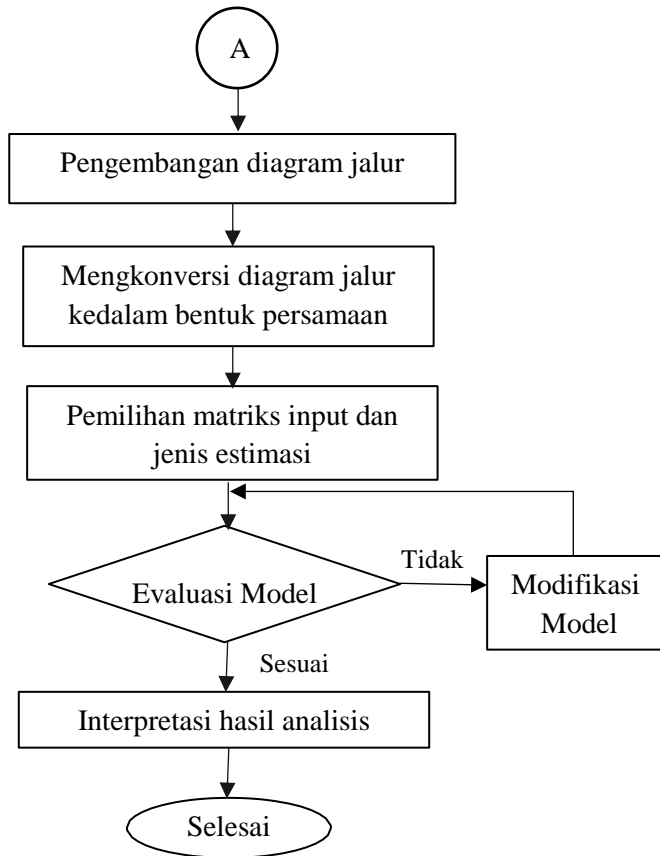 A
Pengembangan diagram jalur
Mengkonversi diagram jalur
kedalam bentuk persamaan
Pemilihan matriks input dan
jenis estimasi
Evaluasi Model
Tidak
Modifikasi
Model
Sesuai
Interpretasi hasil analisis
Selesai